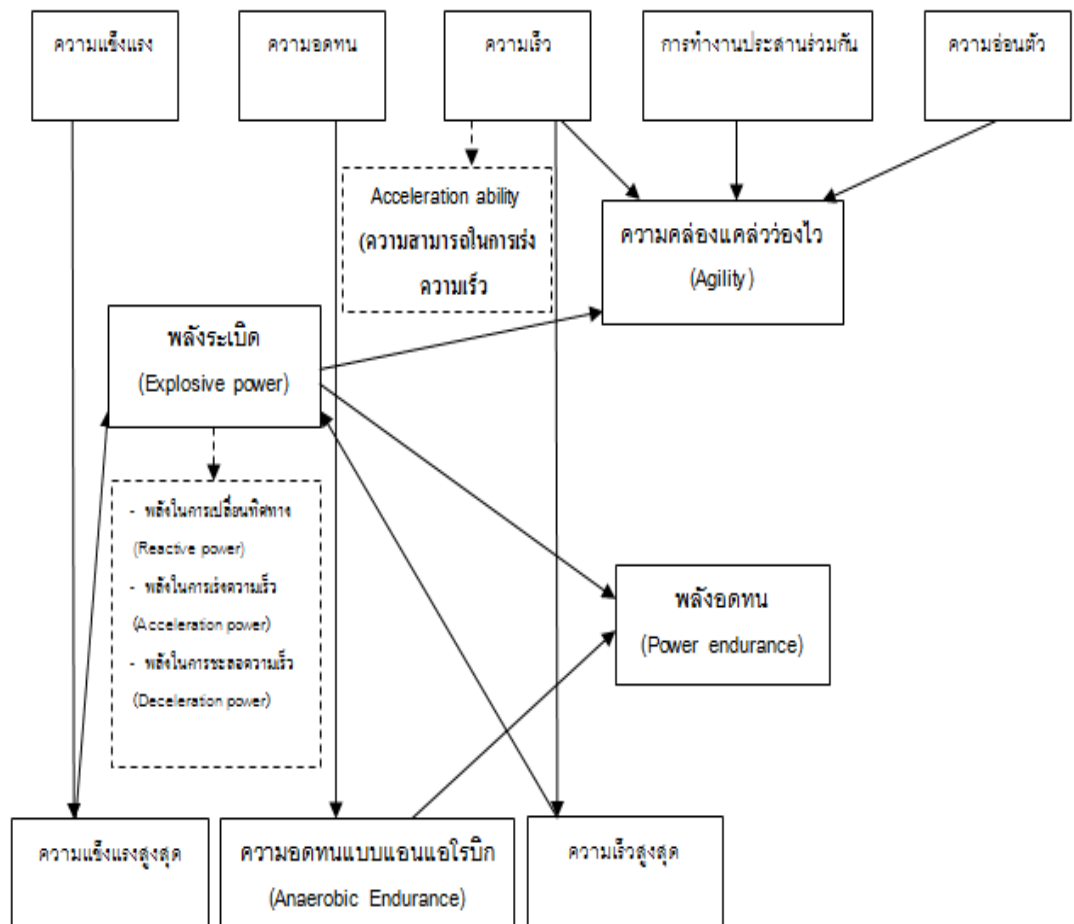 ความแข็งแรง
ความอดทน
ความเร็ว
การทำงานประสานร่วมกัน
ความอ่อนตัว
Acceleration ability
(ความสามารถในการเร่ง
ความเร็ว
ความคล่องแคล่วว่องไว
(Agility)
พลังระเบิด
(Explosive power)
- พลังในการเปลี่ยนทิศทาง
(Reactive power)
- พลังในการเร่งความเร็ว
(Acceleration power)
- พลังในการชะลอความเร็ว
(Deceleration power)
พลังอดทน
(Power endurance)
ความแข็งแรงสูงสุด
ความอดทนแบบแอนแอโรบิก
(Anaerobic Endurance)
ความเร็วสูงสุด